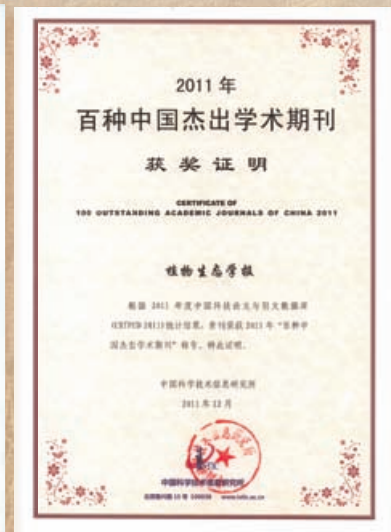 2011 年
百种中国杰出学术期刊
获奖证明
CERTIFICATE OF
100 OUTSTANDING ACADEMIC JOURNALS OF CHINA 2011
植物生态学报
根据 2011 年度中国科技论文与引文数据库
(CSTPCD 2011)统计结果，贵刊荣获 2011 年“百种中
国杰出学术期刊”称号。特此证明。
中国科学技术信息研究所
2011 年 12 月
中国科学技术信息研究所